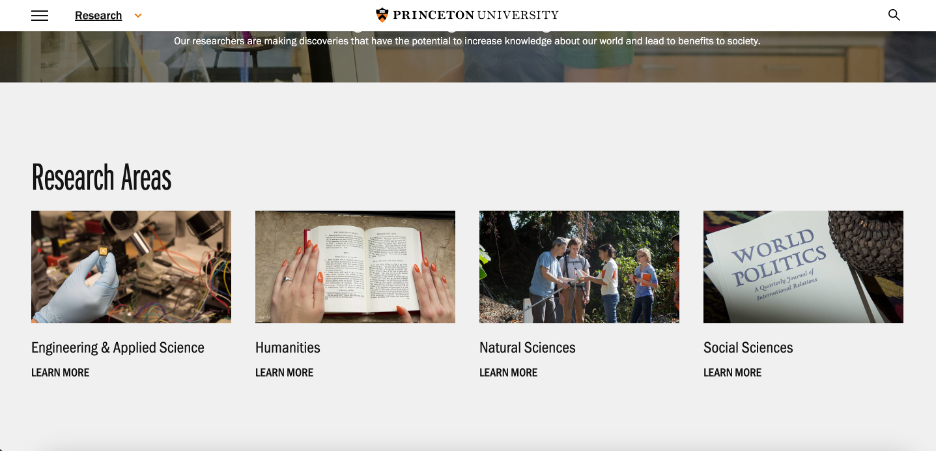 Research
PRINCETON UNIVERSITY
Our researchers are making discoveries that have the potential to increase knowledge about our world and lead to benefits to society.
Research Areas
WORLD
POLITICS
A Quarterly Journal of
International Relations
Engineering & Applied Science
Humanities
Natural Sciences
Social Sciences
LEARN MORE
LEARN MORE
LEARN MORE
LEARN MORE